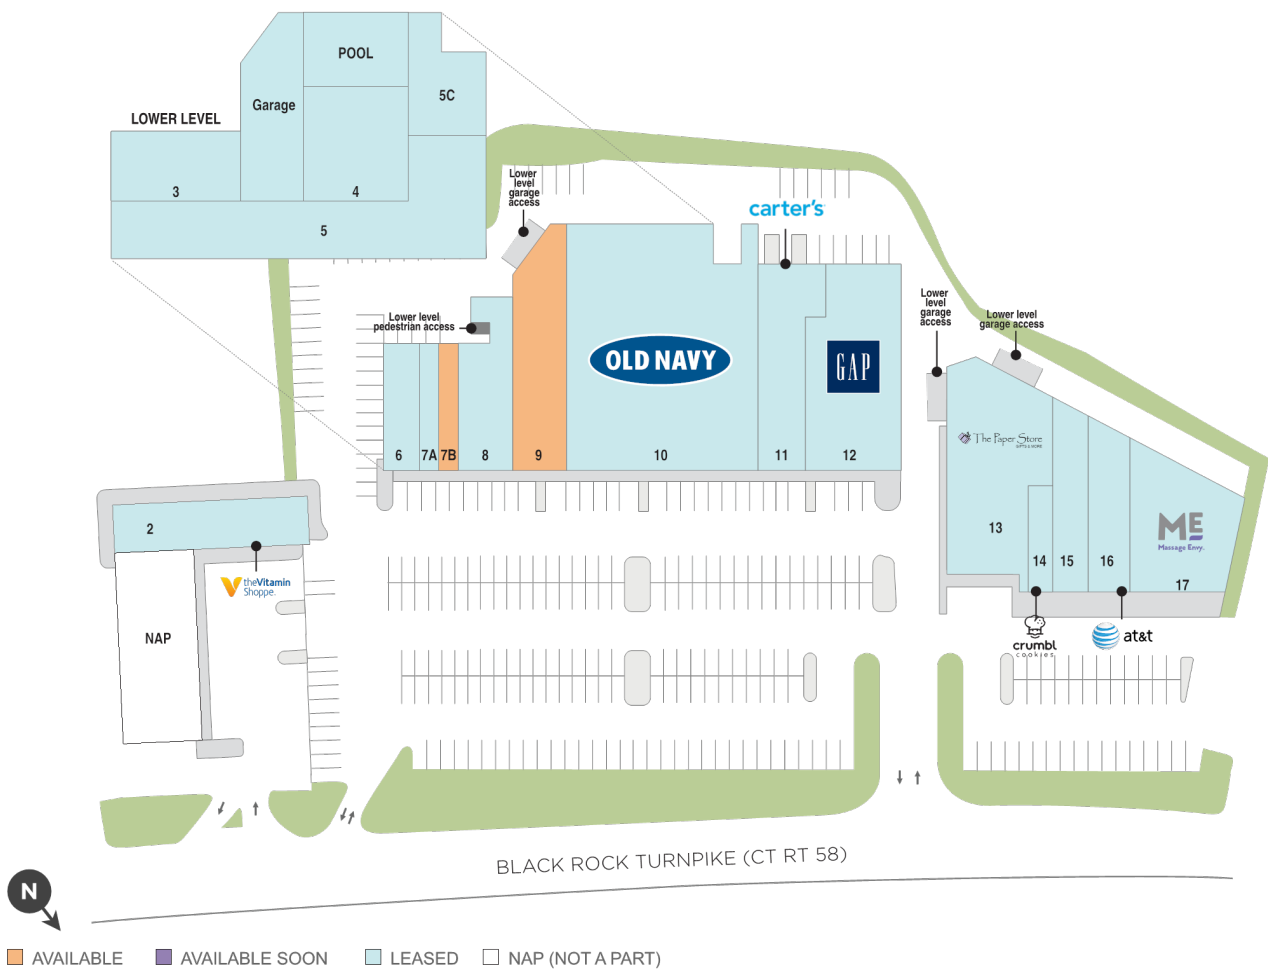 POOL
5C
Garage
LOWER LEVEL
3
4
5
Lower
level
garage
access
carter's
Lower level
pedestrian access
OLD NAVY
GAP
6
7A
7B
8
9
10
11
12
Lower
level
garage
access
Lower level
garage access
The Paper Store
GIFTS & MORE
13
14
15
16
17
ME
Massage Envy.
crumbl
cookies
at&t
2
theVitamin
Shoppe.
NAP
BLACK ROCK TURNPIKE (CT RT 58)
N
AVAILABLE
AVAILABLE SOON
LEASED
NAP (NOT A PART)